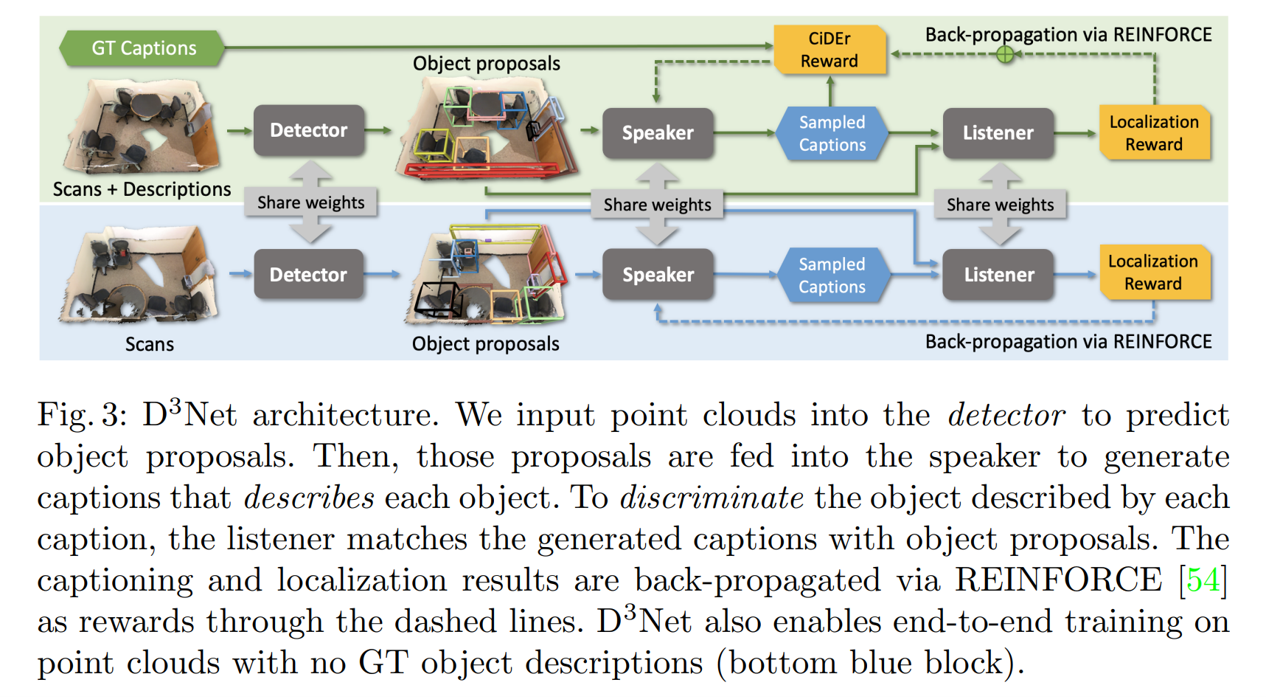 GT Captions
Object proposals
CiDEr
Reward
Back-propagation via REINFORCE
Detector
Speaker
Sampled
Captions
Listener
Localization
Reward
Scans + Descriptions
Share weights
Share weights
Share weights
Detector
Speaker
Sampled
Captions
Listener
Localization
Reward
Scans
Object proposals
Back-propagation via REINFORCE
Fig. 3: D³Net architecture. We input point clouds into the detector to predict
object proposals. Then, those proposals are fed into the speaker to generate
captions that describes each object. To discriminate the object described by each
caption, the listener matches the generated captions with object proposals. The
captioning and localization results are back-propagated via REINFORCE [54]
as rewards through the dashed lines. D³Net also enables end-to-end training on
point clouds with no GT object descriptions (bottom blue block).